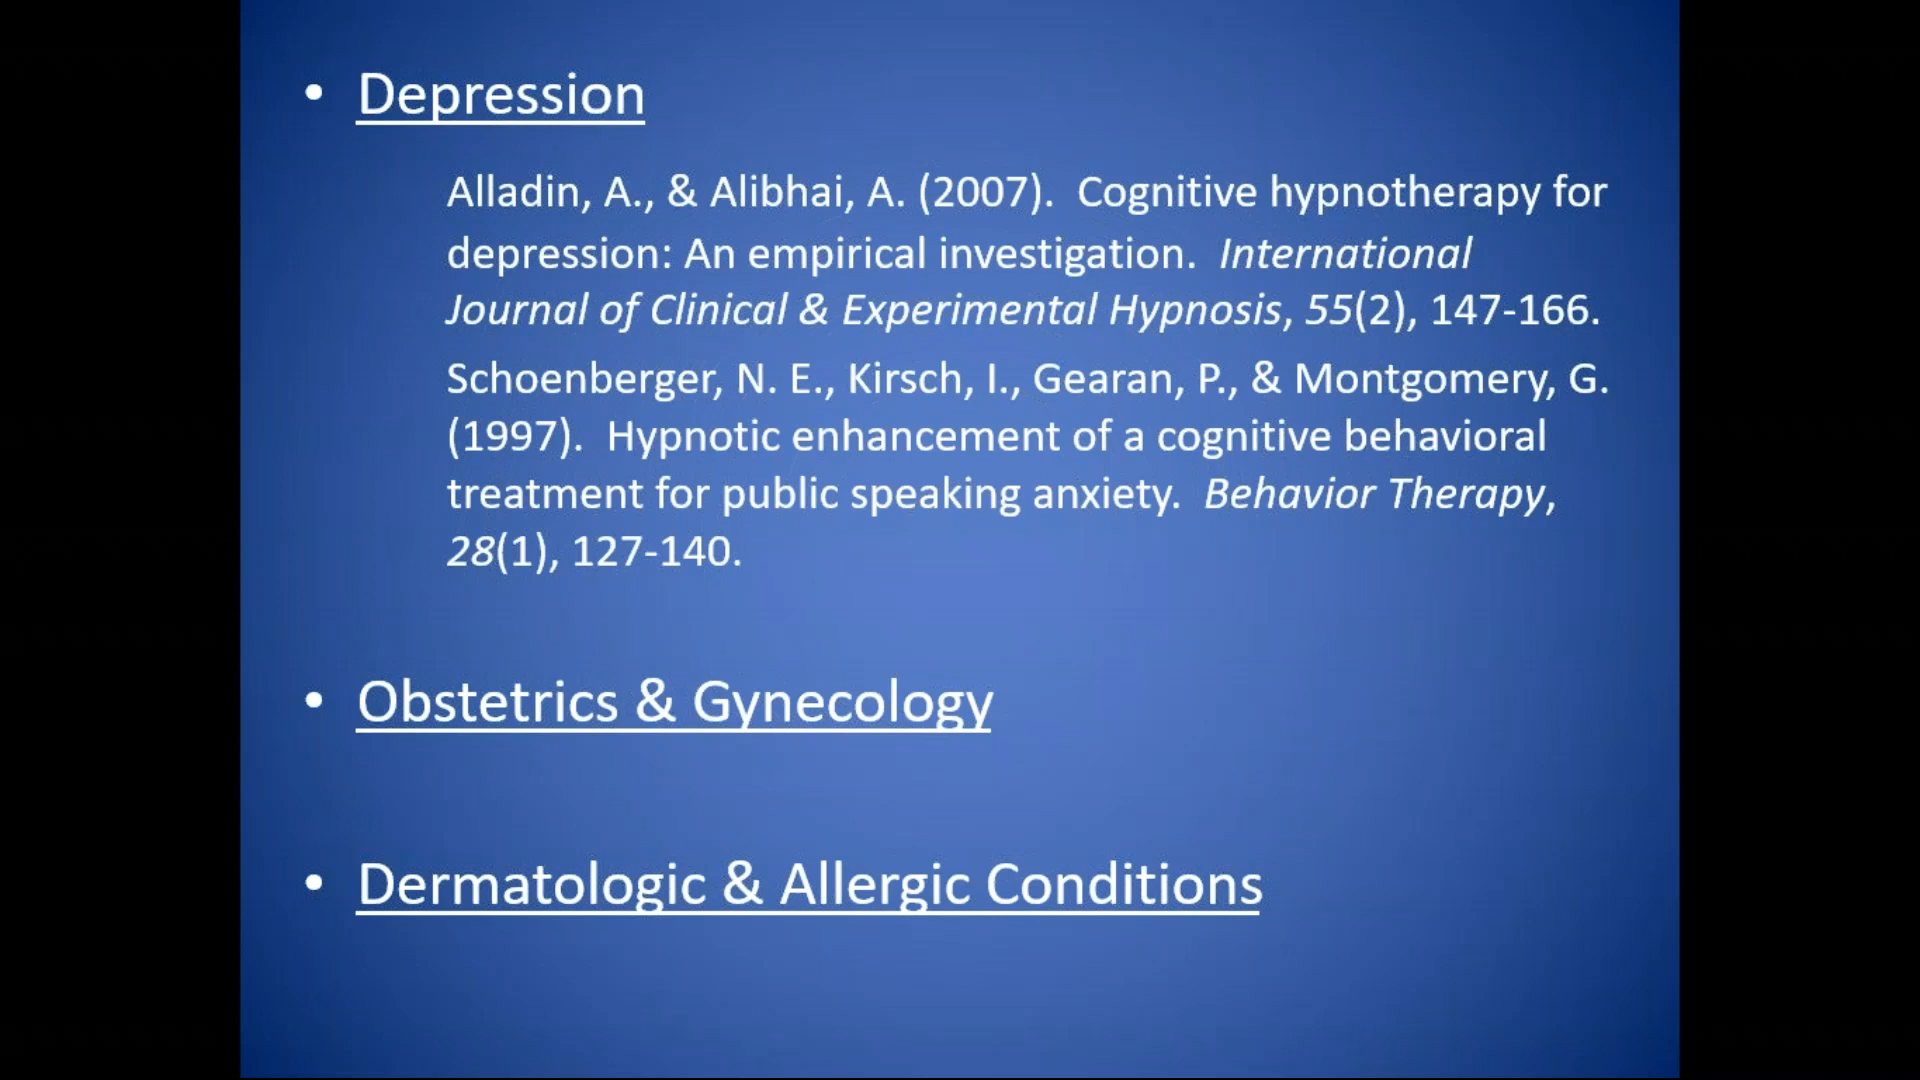 • Depression
Alladin, A., & Alibhai, A. (2007).  Cognitive hypnotherapy for
depression: An empirical investigation.  International
Journal of Clinical & Experimental Hypnosis, 55(2), 147-166.
Schoenberger, N. E., Kirsch, I., Gearan, P., & Montgomery, G.
(1997).  Hypnotic enhancement of a cognitive behavioral
treatment for public speaking anxiety.  Behavior Therapy,
28(1), 127-140.
• Obstetrics & Gynecology
• Dermatologic & Allergic Conditions